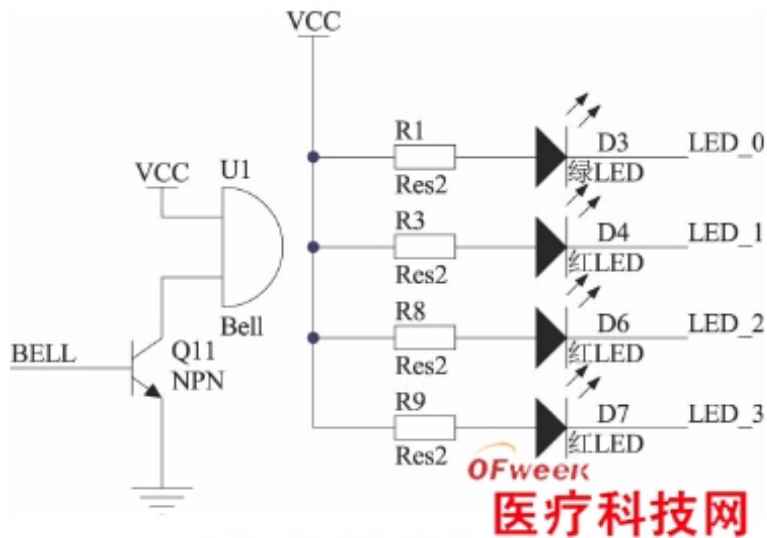 VCC
R1
D3
LED_0
Res2
绿LED
VCC
U1
R3
D4
LED_1
Res2
红LED
R8
D6
LED_2
Res2
红LED
Bell
BELL
Q11
NPN
R9
D7
LED_3
Res2
红LED
OFweek
医疗科技网